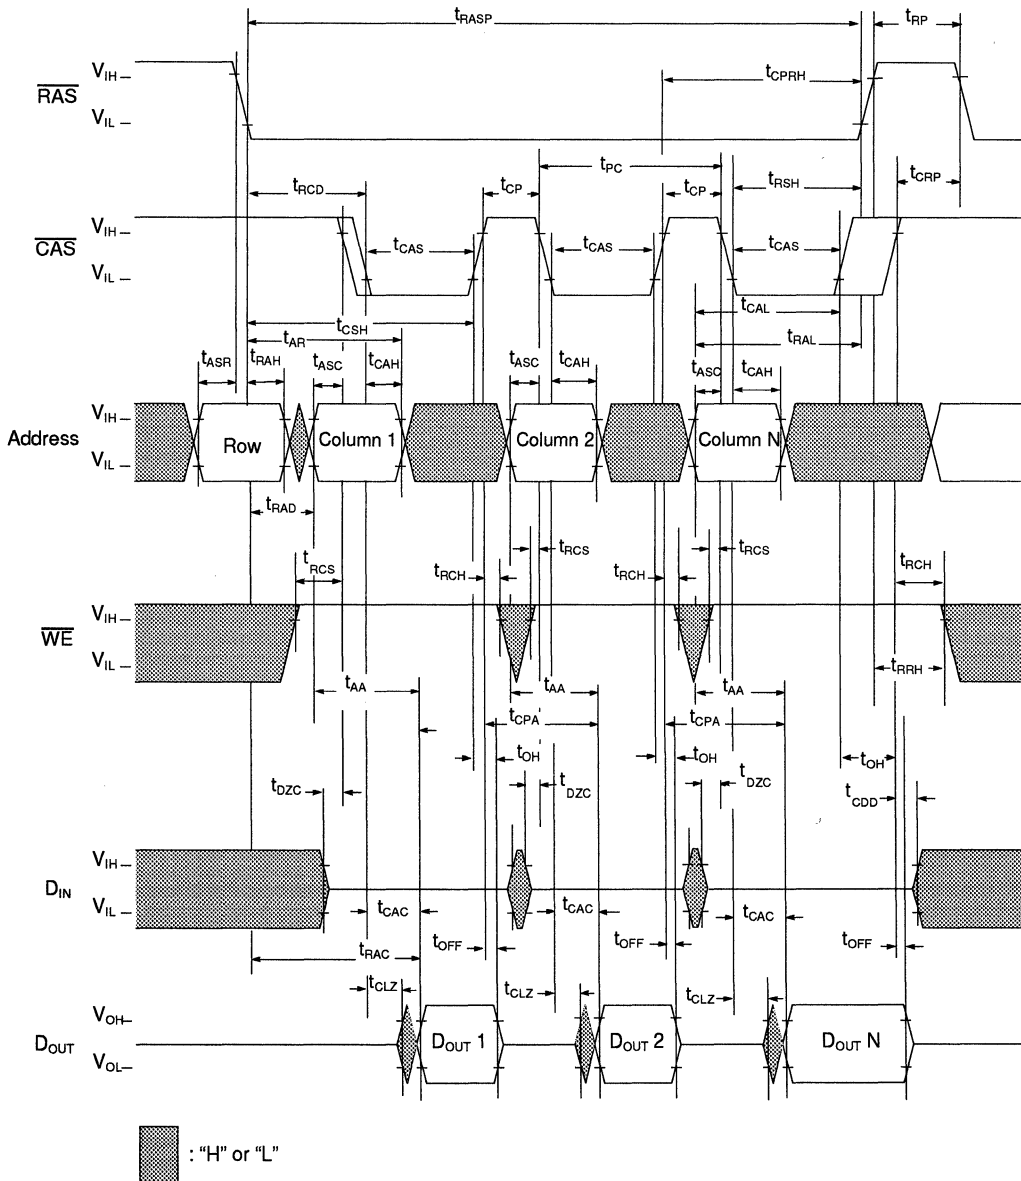 tRASP tRP
tCPRH
RAS VIH
VIL
tPC
tRCD tCP tCP tRSH tCRP
CAS VIH
VIL
tCAS tCAS tCAS
tCSH tCAL
tAR tRAL
tASR tRAH tASC tCAH tASC tCAH tASC tCAH
Address VIH
VIL
Row Column 1 Column 2 Column N
tRAD
tRCS tRCH tRCS tRCH tRCS tRCH
WE VIH
VIL
tRRH
tAA tAA tAA
tCPA tCPA
tOH tOH tOH
tDZC tDZC tDZC tCDD
DIN VIH
VIL
tCAC tCAC tCAC
tRAC tOFF tOFF tOFF
tCLZ tCLZ tCLZ
DOUT VOH
VOL
DOUT 1 DOUT 2 DOUT N
: “H” or “L”